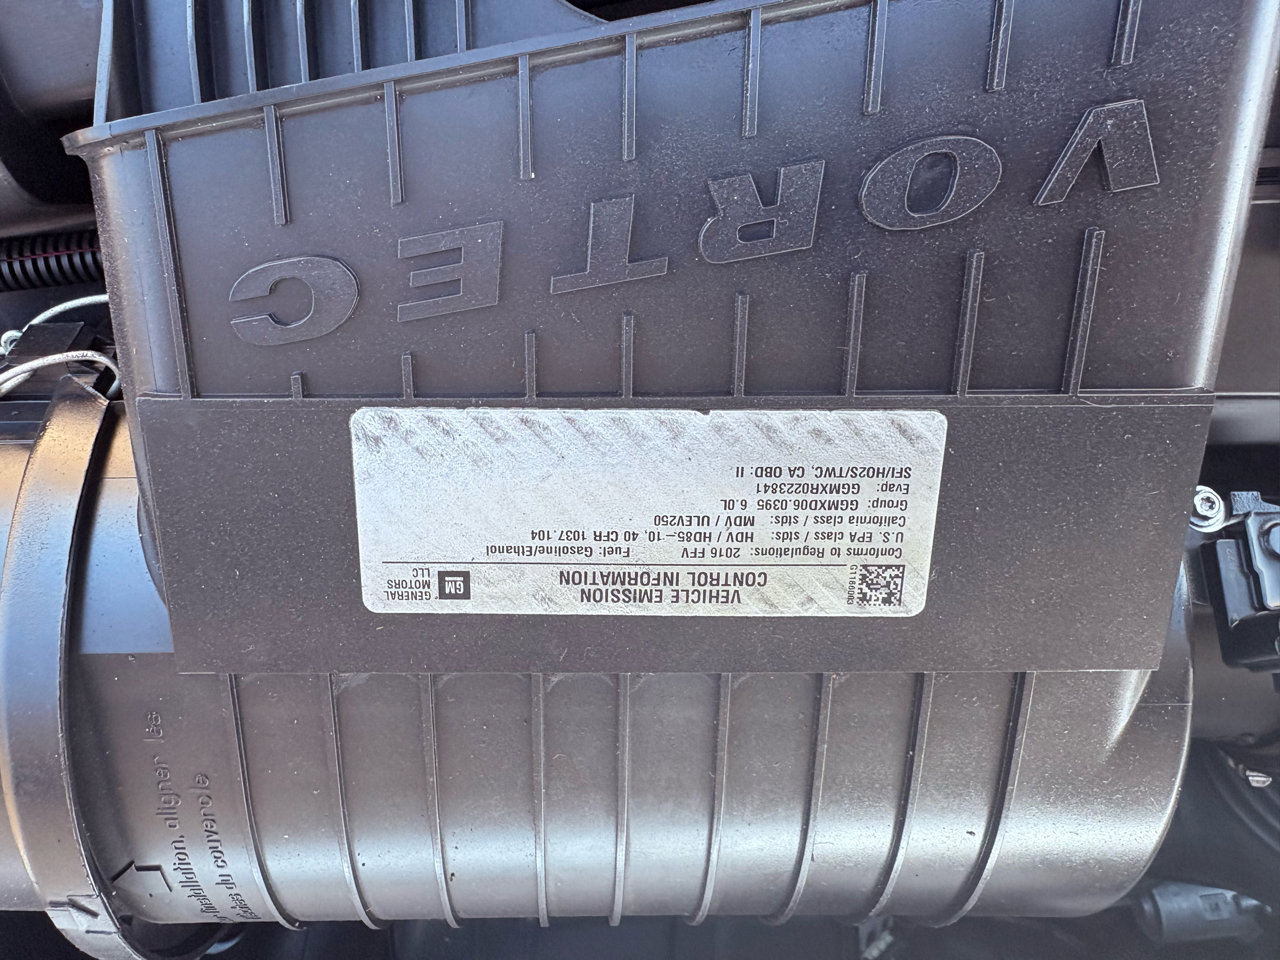 VORTEC
VEHICLE EMISSION
CONTROL INFORMATION
GM
GENERAL
MOTORS
LLC
Conforms to Regulations: 2016 FFV Fuel: Gasoline/Ethanol
U.S. EPA class / stds: HDV / HD85--10, 40 CFR 1037.104
California class / stds: MDV / ULEV250
Group: GGMXD06.0395 6.0L
Evap: GGMXR0223841
SFI/HO2S/TWC, CA OBD: II
installation, aligner les
du couvercle